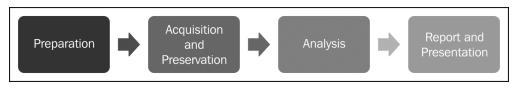 Preparation
Acquisition
and
Preservation
Analysis
Report and
Presentation